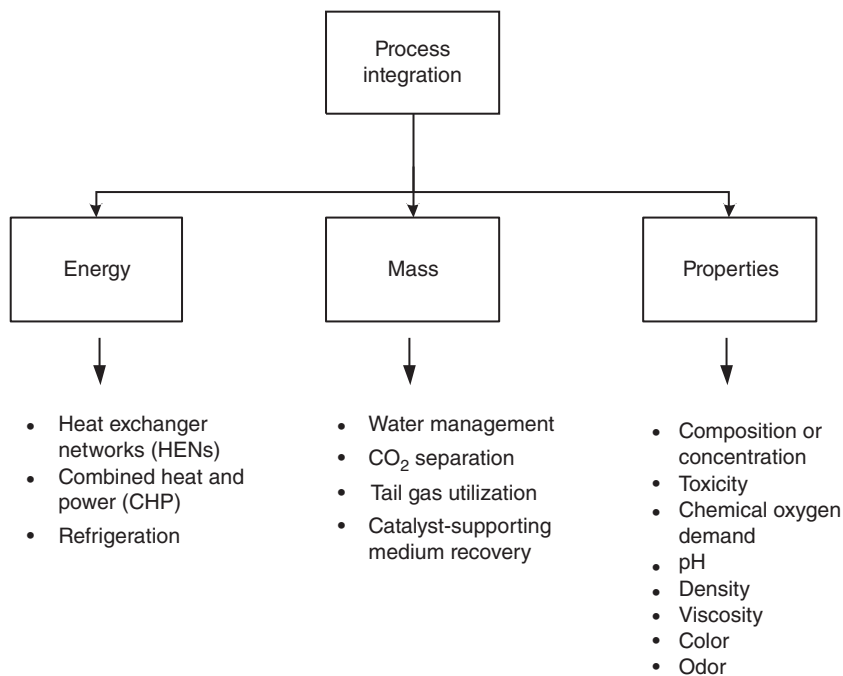 Process
integration
Energy
Mass
Properties
• Heat exchanger
networks (HENs)
• Combined heat and
power (CHP)
• Refrigeration
• Water management
• CO₂ separation
• Tail gas utilization
• Catalyst-supporting
medium recovery
• Composition or
concentration
• Toxicity
• Chemical oxygen
demand
• pH
• Density
• Viscosity
• Color
• Odor